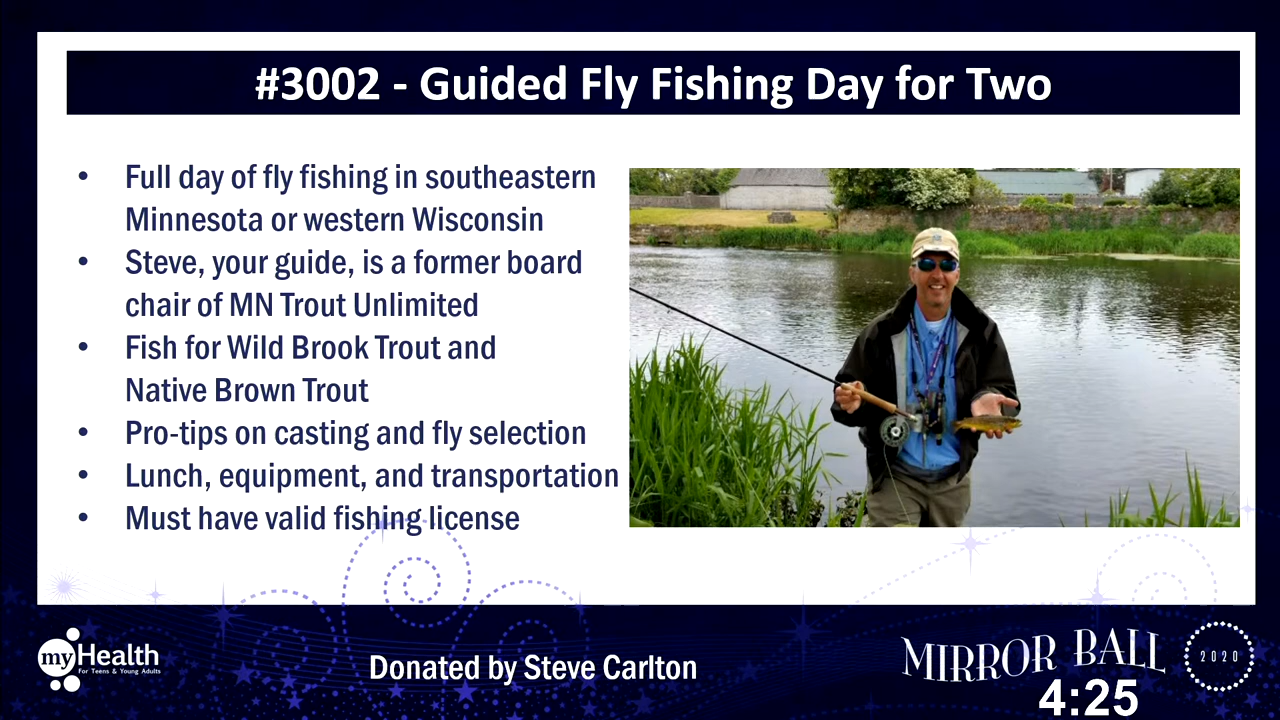 #3002 - Guided Fly Fishing Day for Two
• Full day of fly fishing in southeastern
Minnesota or western Wisconsin
• Steve, your guide, is a former board
chair of MN Trout Unlimited
• Fish for Wild Brook Trout and
Native Brown Trout
• Pro-tips on casting and fly selection
• Lunch, equipment, and transportation
• Must have valid fishing license
myHealth
For Teens & Young Adults
Donated by Steve Carlton
MIRROR BALL
2020
4:25